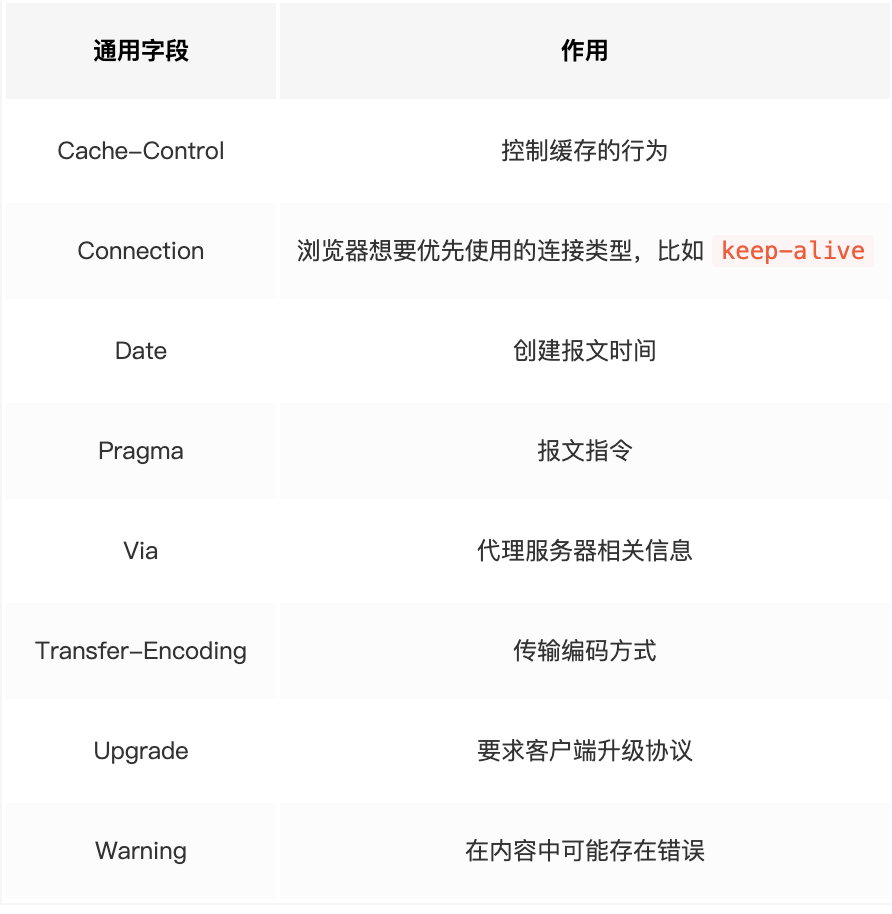 通用字段 作用
Cache-Control 控制缓存的行为
Connection 浏览器想要优先使用的连接类型，比如 keep-alive
Date 创建报文时间
Pragma 报文指令
Via 代理服务器相关信息
Transfer-Encoding 传输编码方式
Upgrade 要求客户端升级协议
Warning 在内容中可能存在错误